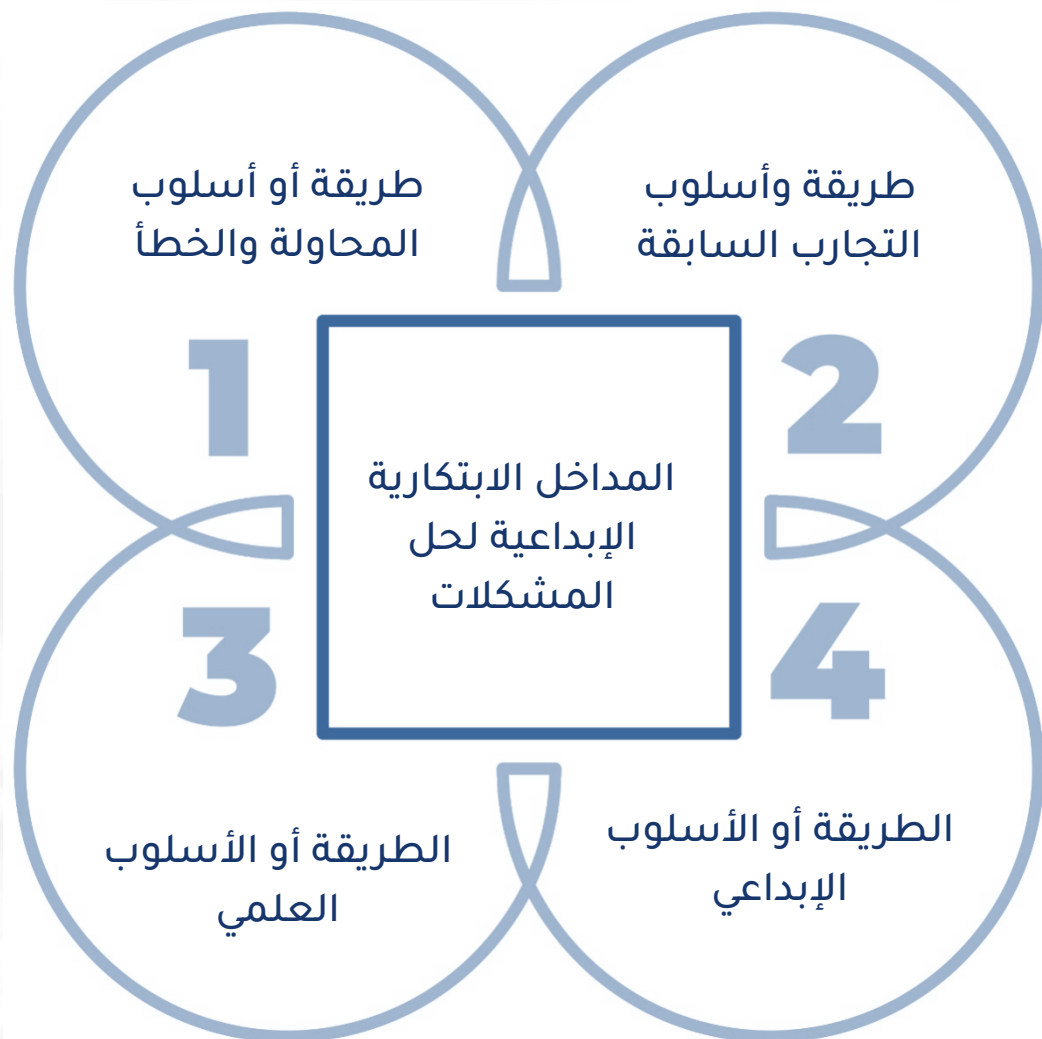 طريقة أو أسلوب
المحاولة والخطأ
1
طريقة وأسلوب
التجارب السابقة
2
المداخل الابتكارية
الإبداعية لحل
المشكلات
3
الطريقة أو الأسلوب
العلمي
4
الطريقة أو الأسلوب
الإبداعي